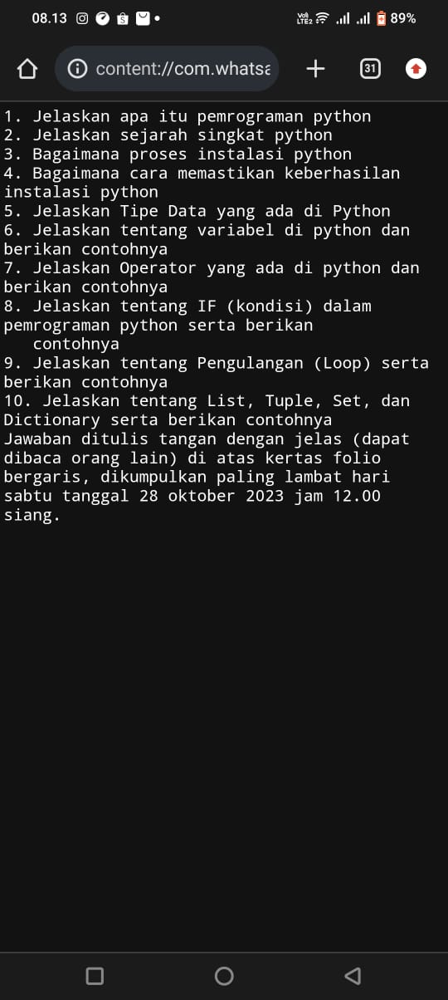 08.13
VoI) LTE2
89%
content://com.whatsa
31
1. Jelaskan apa itu pemrograman python
2. Jelaskan sejarah singkat python
3. Bagaimana proses instalasi python
4. Bagaimana cara memastikan keberhasilan
instalasi python
5. Jelaskan Tipe Data yang ada di Python
6. Jelaskan tentang variabel di python dan
berikan contohnya
7. Jelaskan Operator yang ada di python dan
berikan contohnya
8. Jelaskan tentang IF (kondisi) dalam
pemrograman python serta berikan
contohnya
9. Jelaskan tentang Pengulangan (Loop) serta
berikan contohnya
10. Jelaskan tentang List, Tuple, Set, dan
Dictionary serta berikan contohnya
Jawaban ditulis tangan dengan jelas (dapat
dibaca orang lain) di atas kertas folio
bergaris, dikumpulkan paling lambat hari
sabtu tanggal 28 oktober 2023 jam 12.00
siang.